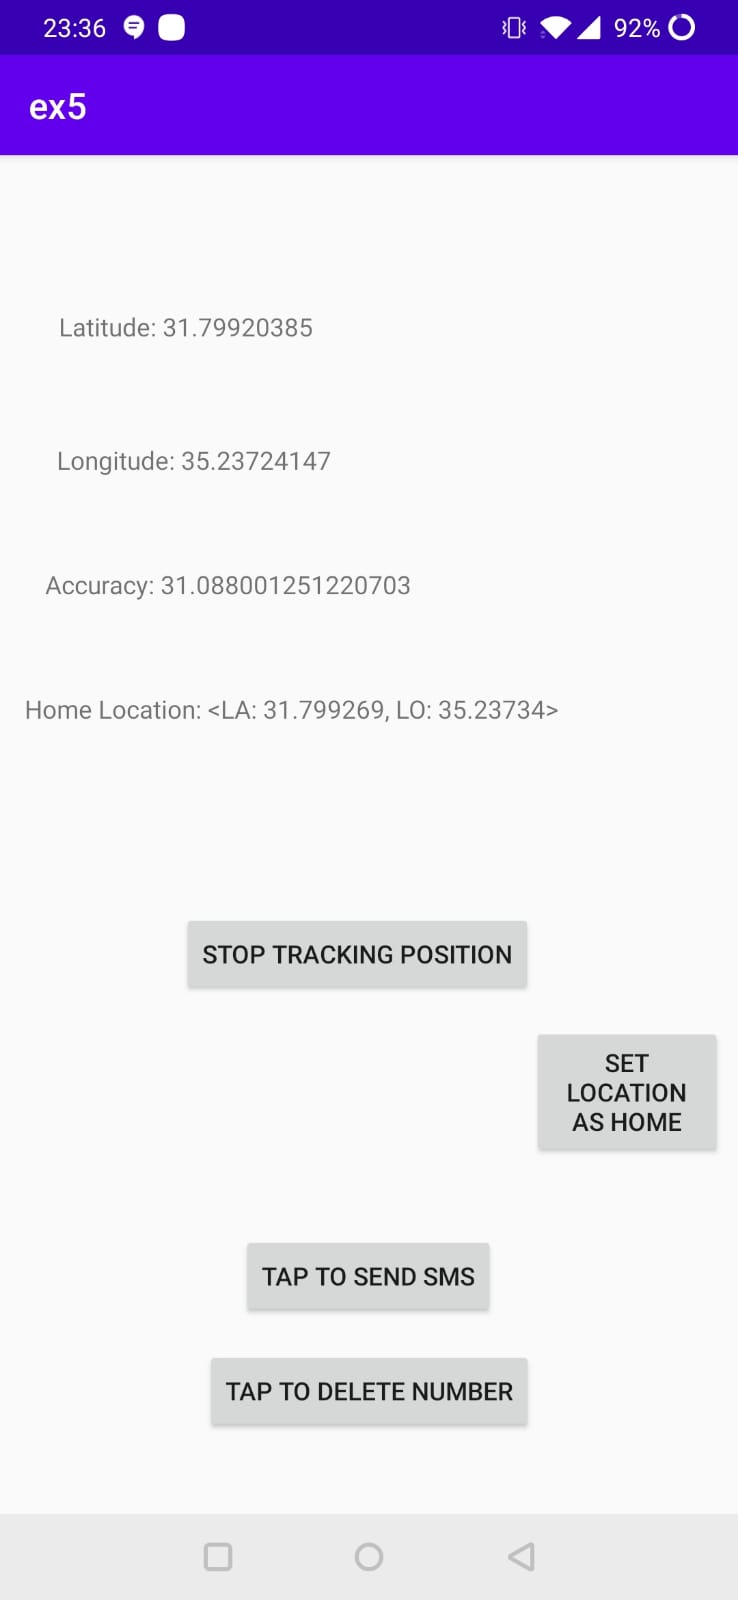 23:36
92%
ex5
Latitude: 31.79920385
Longitude: 35.23724147
Accuracy: 31.088001251220703
Home Location: <LA: 31.799269, LO: 35.23734>
STOP TRACKING POSITION
SET
LOCATION
AS HOME
TAP TO SEND SMS
TAP TO DELETE NUMBER